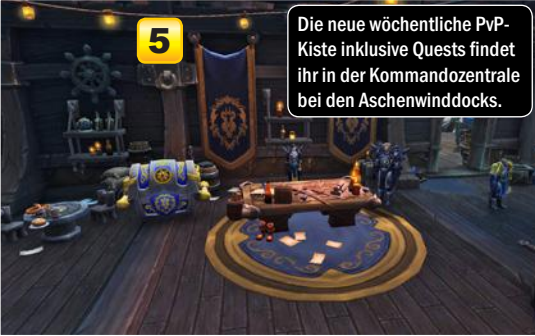 5
Die neue wöchentliche PvP-
Kiste inklusive Quests findet
ihr in der Kommandozentrale
bei den Aschenwinddocks.